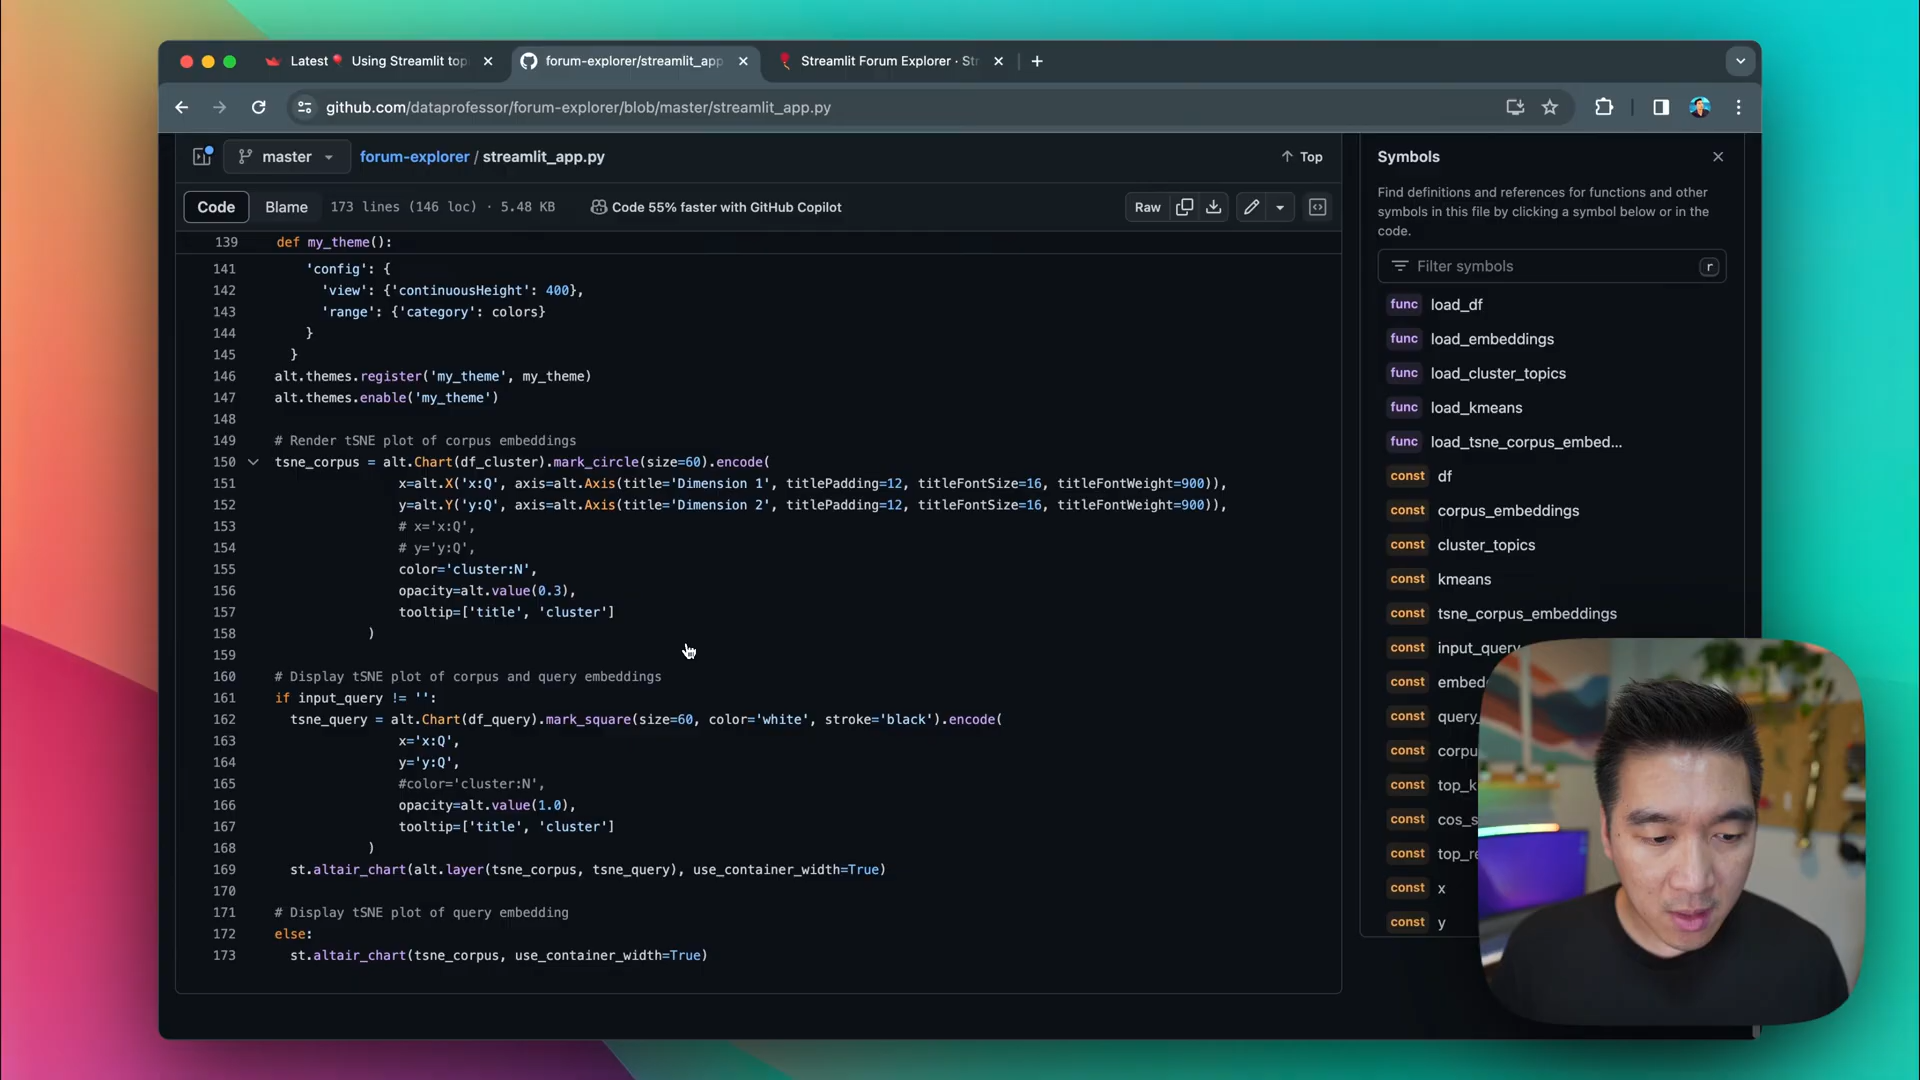 Latest🎈 Using Streamlit top
forum-explorer/streamlit_app
Streamlit Forum Explorer · St
github.com/dataprofessor/forum-explorer/blob/master/streamlit_app.py
master
forum-explorer / streamlit_app.py
Top
Code
Blame
173 lines (146 loc) · 5.48 KB
Code 55% faster with GitHub Copilot
Raw
139 def my_theme():
141 'config': {
142 'view': {'continuousHeight': 400},
143 'range': {'category': colors}
144 }
145 }
146 alt.themes.register('my_theme', my_theme)
147 alt.themes.enable('my_theme')
148
149 # Render tSNE plot of corpus embeddings
150 tsne_corpus = alt.Chart(df_cluster).mark_circle(size=60).encode(
151 x=alt.X('x:Q', axis=alt.Axis(title='Dimension 1', titlePadding=12, titleFontSize=16, titleFontWeight=900)),
152 y=alt.Y('y:Q', axis=alt.Axis(title='Dimension 2', titlePadding=12, titleFontSize=16, titleFontWeight=900)),
153 # x='x:Q',
154 # y='y:Q',
155 color='cluster:N',
156 opacity=alt.value(0.3),
157 tooltip=['title', 'cluster']
158 )
159
160 # Display tSNE plot of corpus and query embeddings
161 if input_query != '':
162 tsne_query = alt.Chart(df_query).mark_square(size=60, color='white', stroke='black').encode(
163 x='x:Q',
164 y='y:Q',
165 #color='cluster:N',
166 opacity=alt.value(1.0),
167 tooltip=['title', 'cluster']
168 )
169 st.altair_chart(alt.layer(tsne_corpus, tsne_query), use_container_width=True)
170
171 # Display tSNE plot of query embedding
172 else:
173 st.altair_chart(tsne_corpus, use_container_width=True)
Symbols
Find definitions and references for functions and other
symbols in this file by clicking a symbol below or in the
code.
Filter symbols r
func load_df
func load_embeddings
func load_cluster_topics
func load_kmeans
func load_tsne_corpus_embed...
const df
const corpus_embeddings
const cluster_topics
const kmeans
const tsne_corpus_embeddings
const input_query
const embed
const query_
const corpu
const top_k
const cos_s
const top_re
const x
const y